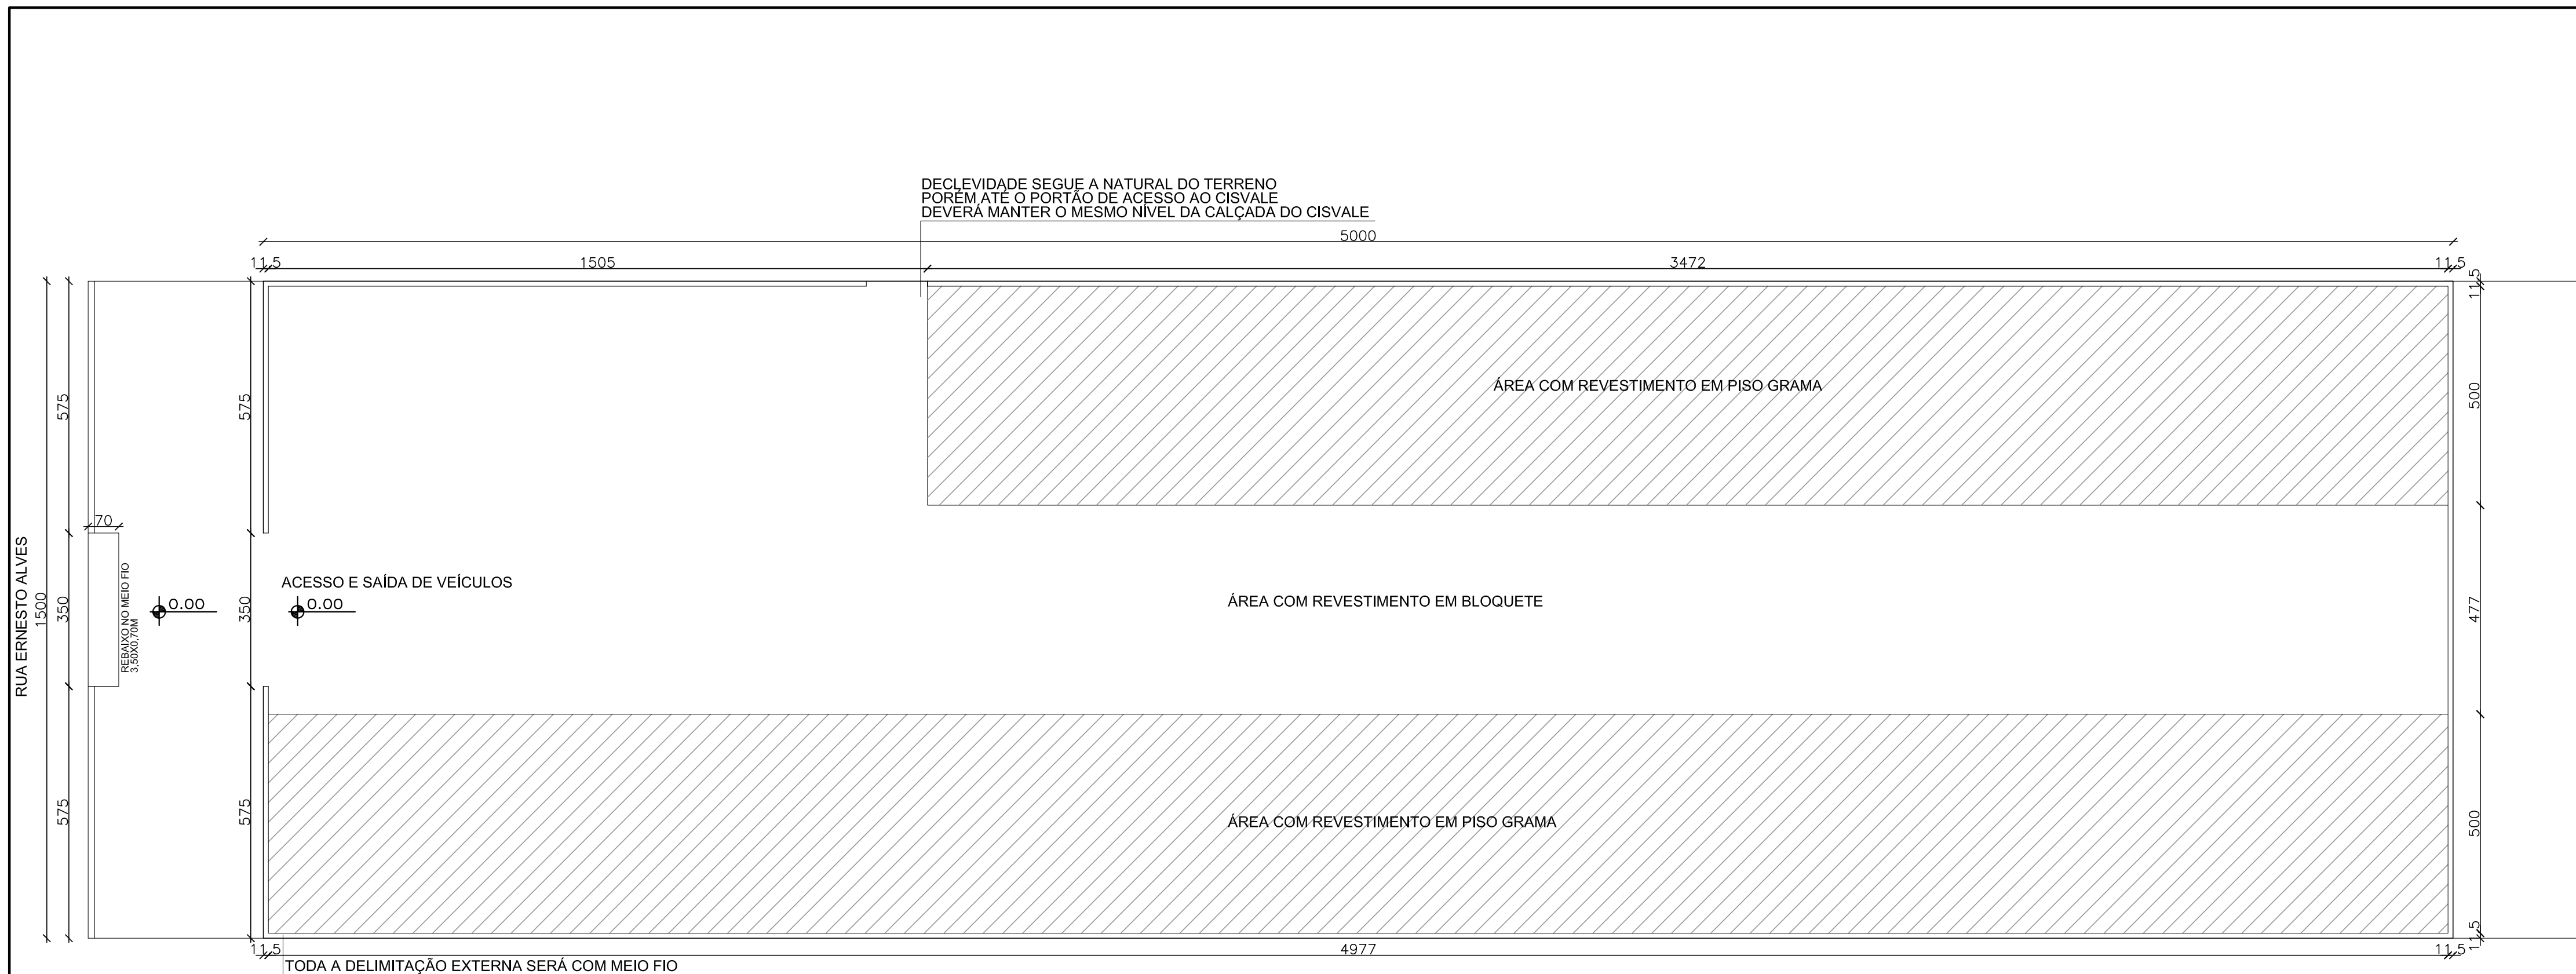 DECLEVIDADE SEGUE A NATURAL DO TERRENO
PORÉM ATÉ O PORTÃO DE ACESSO AO CISVALE
DEVERÁ MANTER O MESMO NÍVEL DA CALÇADA DO CISVALE
5000
11.5
1505
3472
11.5
11.5
575
575
500
ÁREA COM REVESTIMENTO EM PISO GRAMA
70
RUA ERNESTO ALVES
1500
350
REBAIXO NO MEIO FIO
3,50X0,70M
0.00
350
ACESSO E SAÍDA DE VEÍCULOS
0.00
ÁREA COM REVESTIMENTO EM BLOQUETE
477
575
575
ÁREA COM REVESTIMENTO EM PISO GRAMA
500
11.5
11.5
4977
11.5
TODA A DELIMITAÇÃO EXTERNA SERÁ COM MEIO FIO